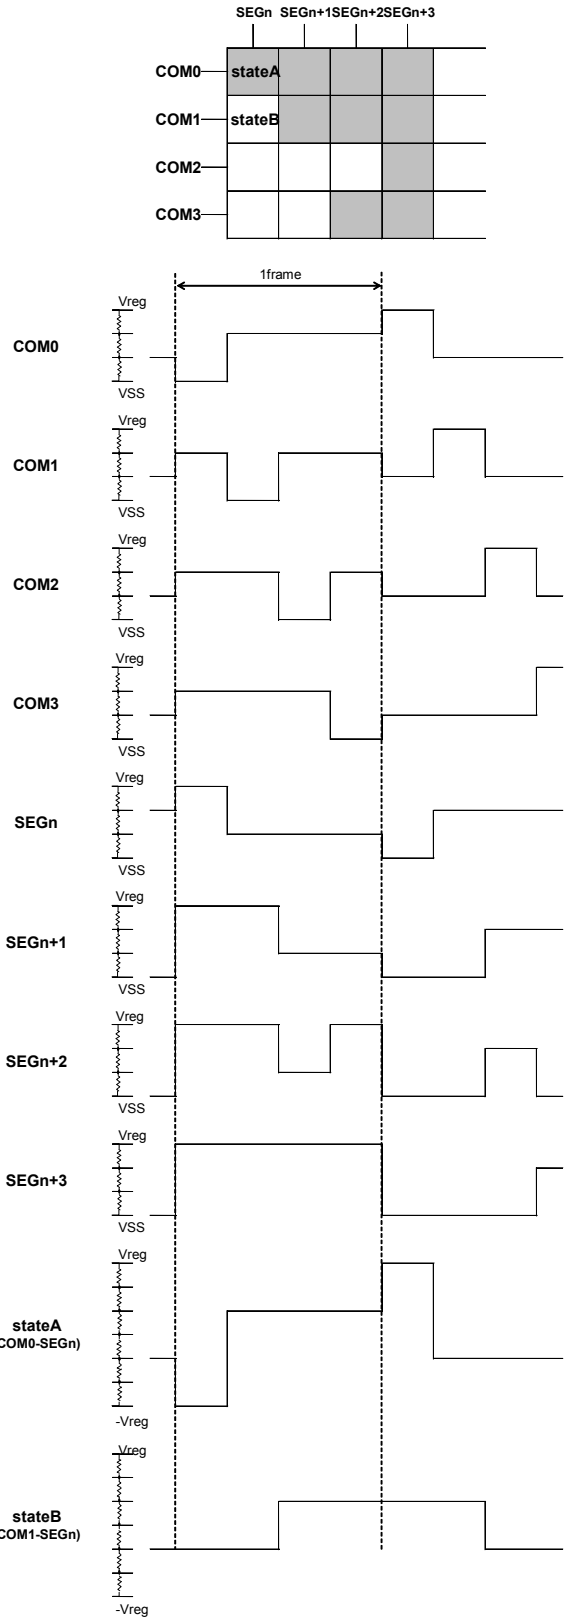 SEGn SEGn+1SEGn+2SEGn+3
COM0 stateA
COM1 stateB
COM2
COM3
1frame
Vreg
COM0
VSS
Vreg
COM1
VSS
Vreg
COM2
VSS
Vreg
COM3
VSS
Vreg
SEGn
VSS
Vreg
SEGn+1
VSS
Vreg
SEGn+2
VSS
Vreg
SEGn+3
VSS
Vreg
stateA
COM0-SEGn)
-Vreg
Vreg
stateB
COM1-SEGn)
-Vreg